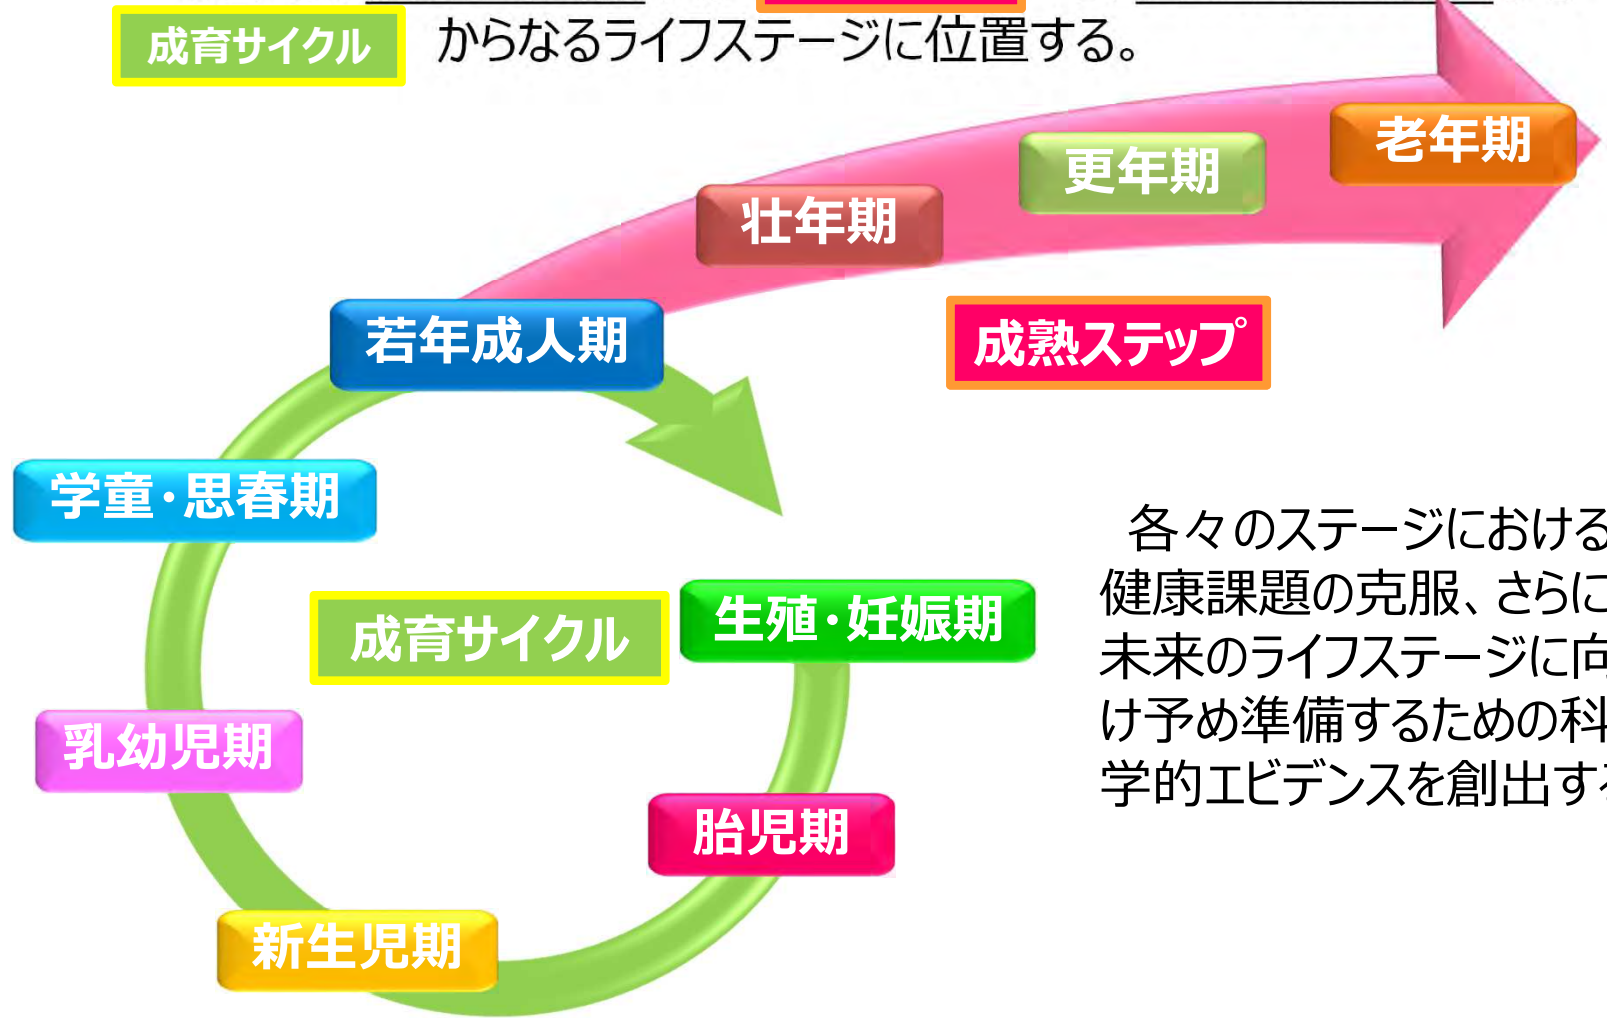 成育サイクル
からなるライフステージに位置する。
老年期
更年期
壮年期
若年成人期
成熟ステップ
学童・思春期
各々のステージにおける
健康課題の克服、さらに
未来のライフステージに向
け予め準備するための科
学的エビデンスを創出する
生殖・妊娠期
成育サイクル
乳幼児期
胎児期
新生児期